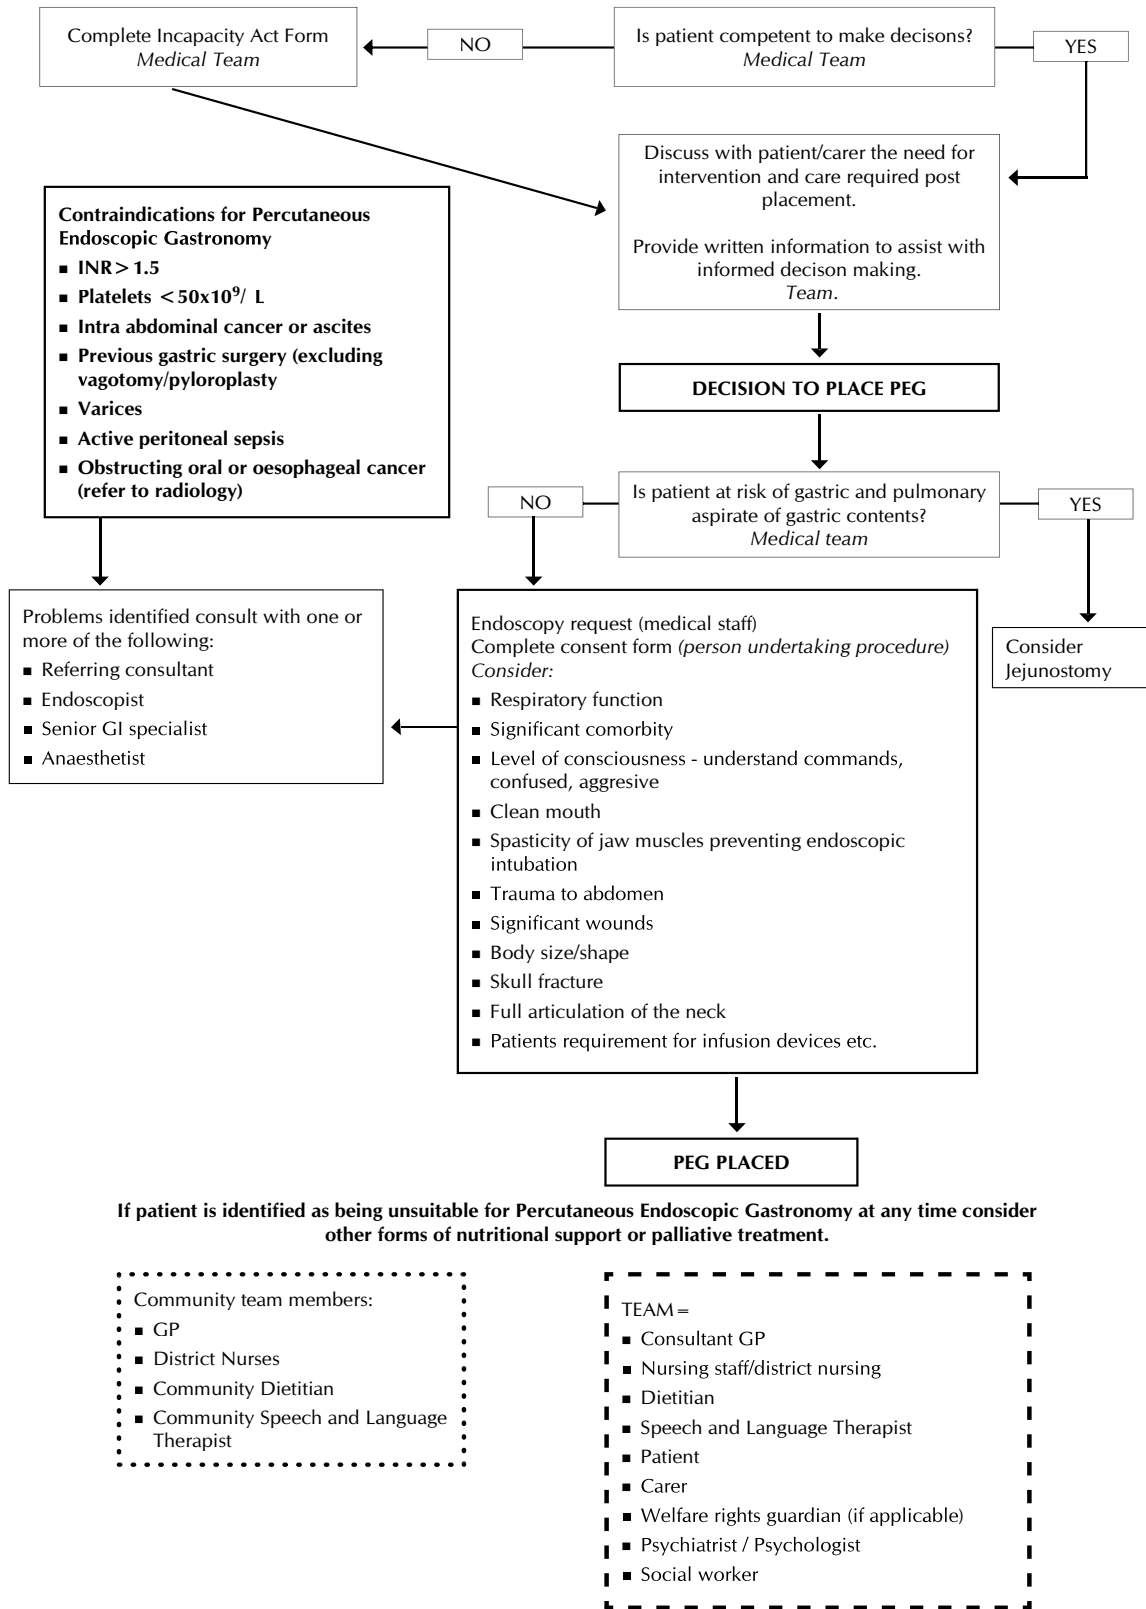 Complete Incapacity Act Form
Medical Team
NO
Is patient competent to make decisons?
Medical Team
YES
Discuss with patient/carer the need for
intervention and care required post
placement.
Provide written information to assist with
informed decison making.
Team.
Contraindications for Percutaneous
Endoscopic Gastronomy
■ INR > 1.5
■ Platelets <50x10⁹/ L
■ Intra abdominal cancer or ascites
■ Previous gastric surgery (excluding
vagotomy/pyloroplasty
■ Varices
■ Active peritoneal sepsis
■ Obstructing oral or oesophageal cancer
(refer to radiology)
DECISION TO PLACE PEG
NO
Is patient at risk of gastric and pulmonary
aspirate of gastric contents?
Medical team
YES
Problems identified consult with one or
more of the following:
■ Referring consultant
■ Endoscopist
■ Senior GI specialist
■ Anaesthetist
Endoscopy request (medical staff)
Complete consent form (person undertaking procedure)
Consider:
■ Respiratory function
■ Significant comorbity
■ Level of consciousness - understand commands,
confused, aggresive
■ Clean mouth
■ Spasticity of jaw muscles preventing endoscopic
intubation
■ Trauma to abdomen
■ Significant wounds
■ Body size/shape
■ Skull fracture
■ Full articulation of the neck
■ Patients requirement for infusion devices etc.
Consider
Jejunostomy
PEG PLACED
If patient is identified as being unsuitable for Percutaneous Endoscopic Gastronomy at any time consider
other forms of nutritional support or palliative treatment.
Community team members:
■ GP
■ District Nurses
■ Community Dietitian
■ Community Speech and Language
Therapist
TEAM=
■ Consultant GP
■ Nursing staff/district nursing
■ Dietitian
■ Speech and Language Therapist
■ Patient
■ Carer
■ Welfare rights guardian (if applicable)
■ Psychiatrist / Psychologist
■ Social worker